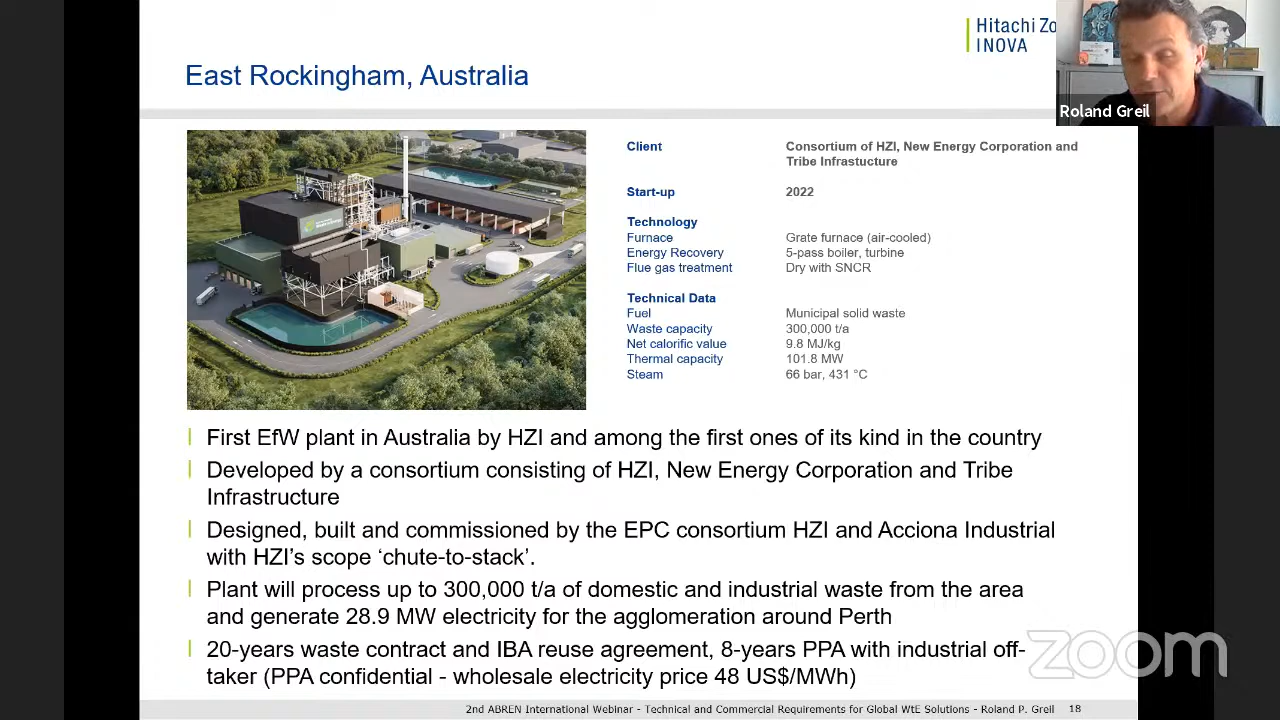 Hitachi Zo
INOVA
East Rockingham, Australia
Roland Greil
Client
Consortium of HZI, New Energy Corporation and
Tribe Infrastucture
Start-up
2022
Technology
Furnace
Grate furnace (air-cooled)
Energy Recovery
5-pass boiler, turbine
Flue gas treatment
Dry with SNCR
Technical Data
Fuel
Municipal solid waste
Waste capacity
300,000 t/a
Net calorific value
9.8 MJ/kg
Thermal capacity
101.8 MW
Steam
66 bar, 431 °C
First EfW plant in Australia by HZI and among the first ones of its kind in the country
Developed by a consortium consisting of HZI, New Energy Corporation and Tribe
Infrastructure
Designed, built and commissioned by the EPC consortium HZI and Acciona Industrial
with HZI’s scope ‘chute-to-stack’.
Plant will process up to 300,000 t/a of domestic and industrial waste from the area
and generate 28.9 MW electricity for the agglomeration around Perth
20-years waste contract and IBA reuse agreement, 8-years PPA with industrial off-
taker (PPA confidential - wholesale electricity price 48 US$/MWh)
zoom
2nd ABREN International Webinar - Technical and Commercial Requirements for Global WtE Solutions - Roland P. Greil 18